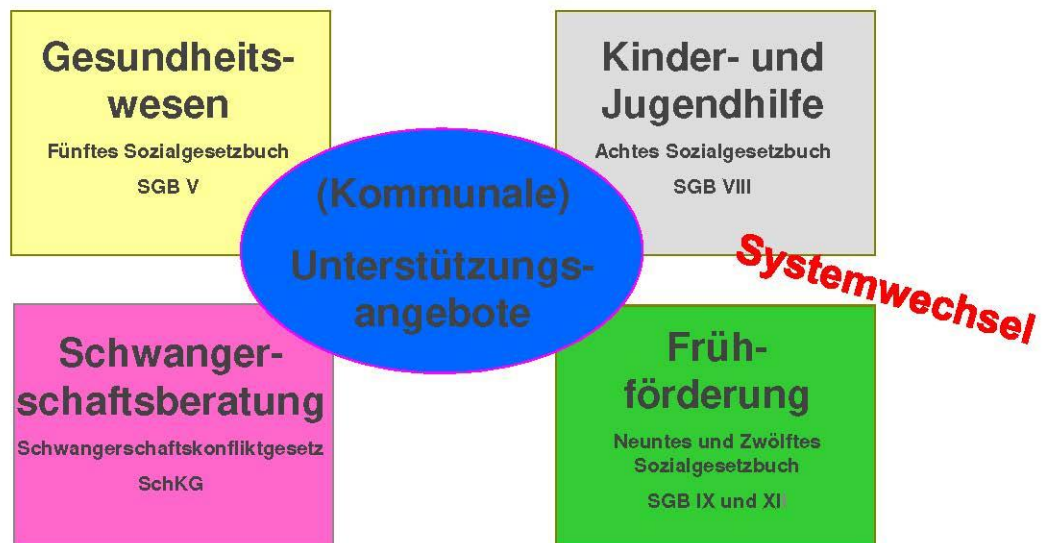 Gesundheits-
wesen
Fünftes Sozialgesetzbuch
SGB V
Kinder- und
Jugendhilfe
Achtes Sozialgesetzbuch
SGB VIII
(Kommunale)
Unterstützungs-
angebote
Systemwechsel
Schwanger-
schaftsberatung
Schwangerschaftskonfliktgesetz
SchKG
Früh-
förderung
Neuntes und Zwölftes
Sozialgesetzbuch
SGB IX und XI